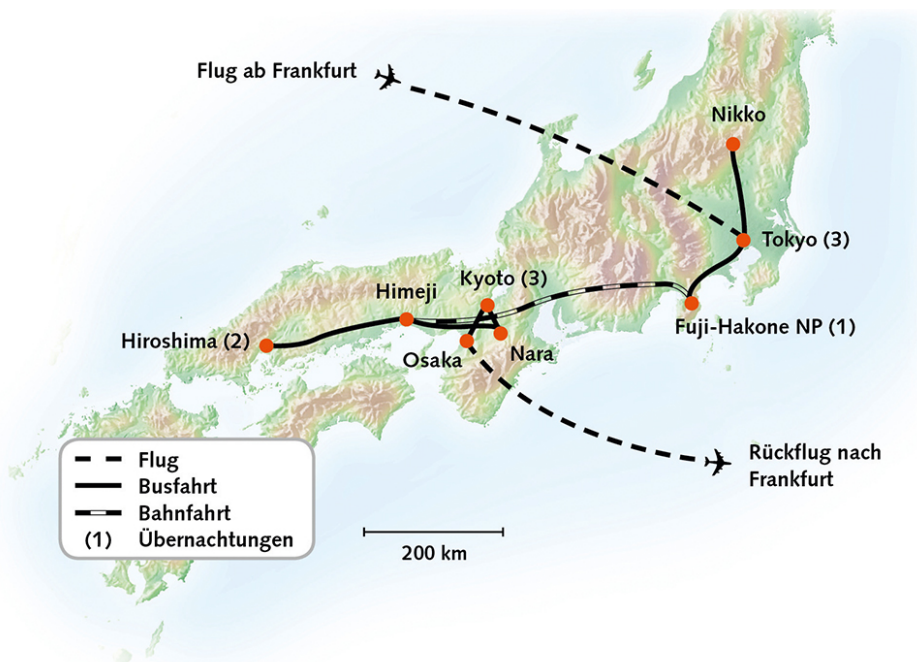 Flug ab Frankfurt
Nikko
Tokyo (3)
Kyoto (3)
Himeji
Fuji-Hakone NP (1)
Hiroshima (2)
Osaka
Nara
Rückflug nach
Frankfurt
Flug
Busfahrt
Bahnfahrt
(1) Übernachtungen
200 km